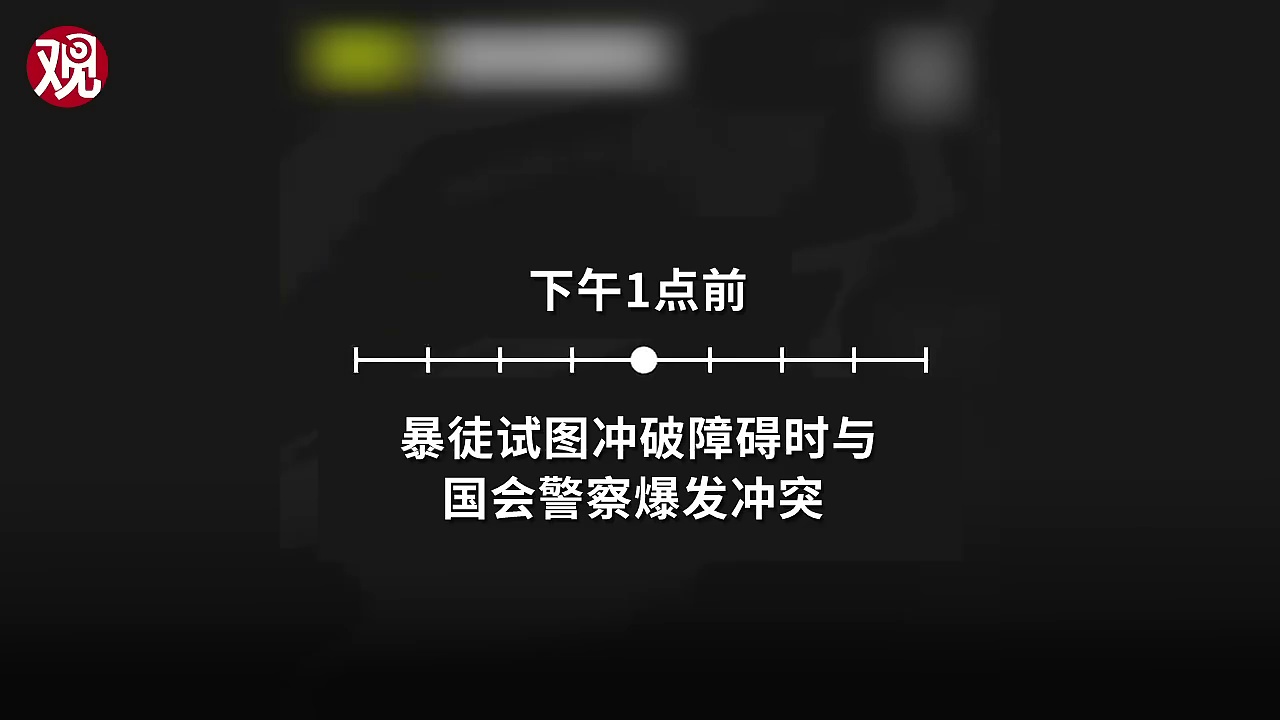 观
下午1点前
暴徒试图冲破障碍时与
国会警察爆发冲突